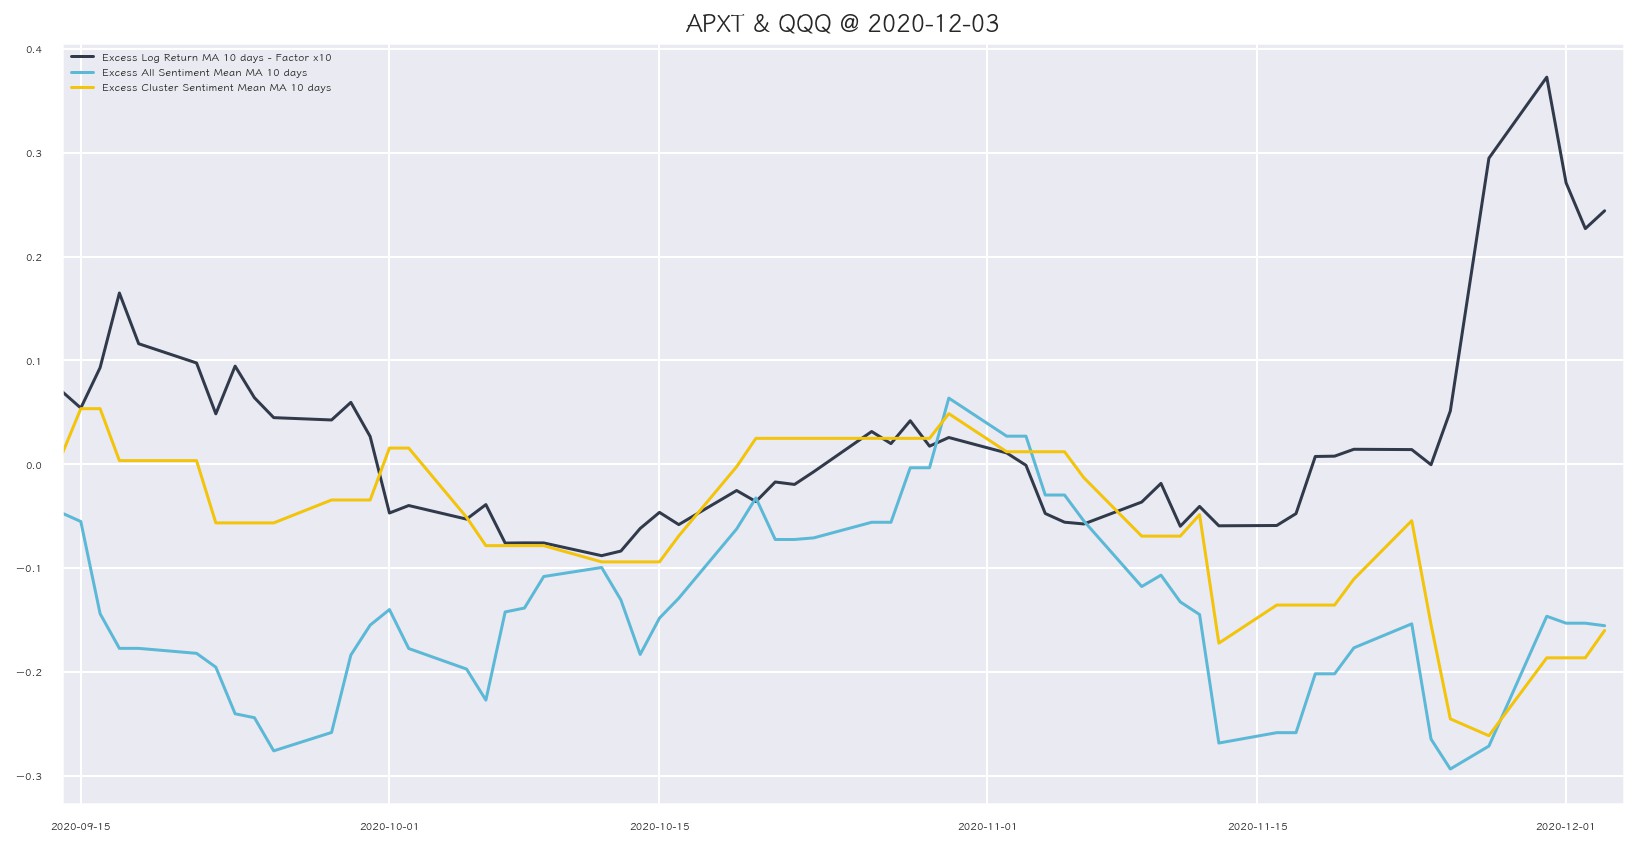 APXT & QQQ @ 2020-12-03
Excess Log Return MA 10 days - Factor x10
Excess All Sentiment Mean MA 10 days
Excess Cluster Sentiment Mean MA 10 days
0.4
0.3
0.2
0.1
0.0
−0.1
−0.2
−0.3
2020-09-15 2020-10-01 2020-10-15 2020-11-01 2020-11-15 2020-12-01